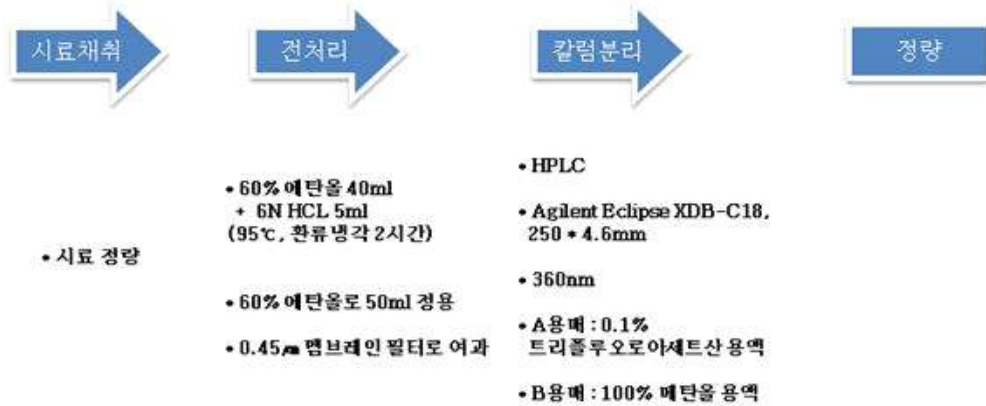 시료채취
전처리
칼럼분리
정량
• 시료 정량
• 60% 에탄올 40ml
+ 6N HCL 5ml
(95℃, 환류냉각 2시간)
• 60% 에탄올로 50ml 정용
• 0.45㎛ 멤브레인 필터로 여과
• HPLC
• Agilent Eclipse XDB-C18,
250 * 4.6mm
• 360nm
• A용매 : 0.1%
트리플루오로아세트산 용액
• B용매 : 100% 메탄올 용액